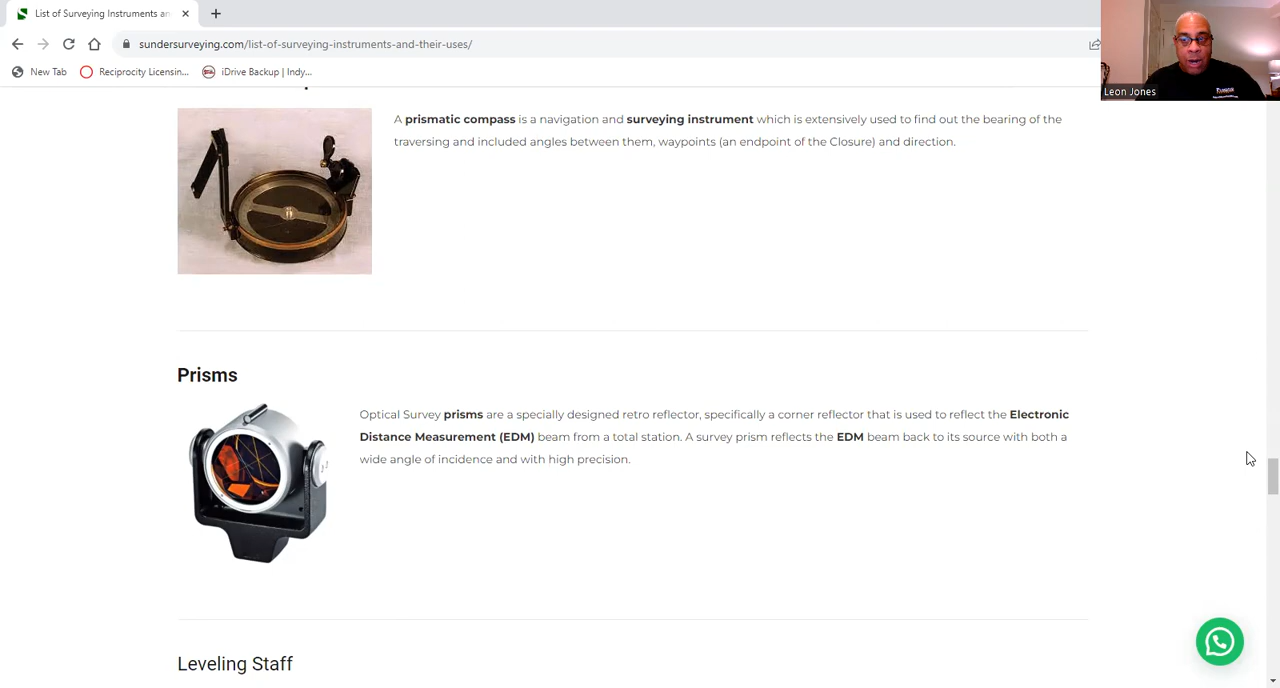 List of Surveying Instruments an
sundersurveying.com/list-of-surveying-instruments-and-their-uses/
New Tab
Reciprocity Licensin...
iDrive Backup | Indy...
Leon Jones
A prismatic compass is a navigation and surveying instrument which is extensively used to find out the bearing of the
traversing and included angles between them, waypoints (an endpoint of the Closure) and direction.
Prisms
Optical Survey prisms are a specially designed retro reflector, specifically a corner reflector that is used to reflect the Electronic
Distance Measurement (EDM) beam from a total station. A survey prism reflects the EDM beam back to its source with both a
wide angle of incidence and with high precision.
Leveling Staff